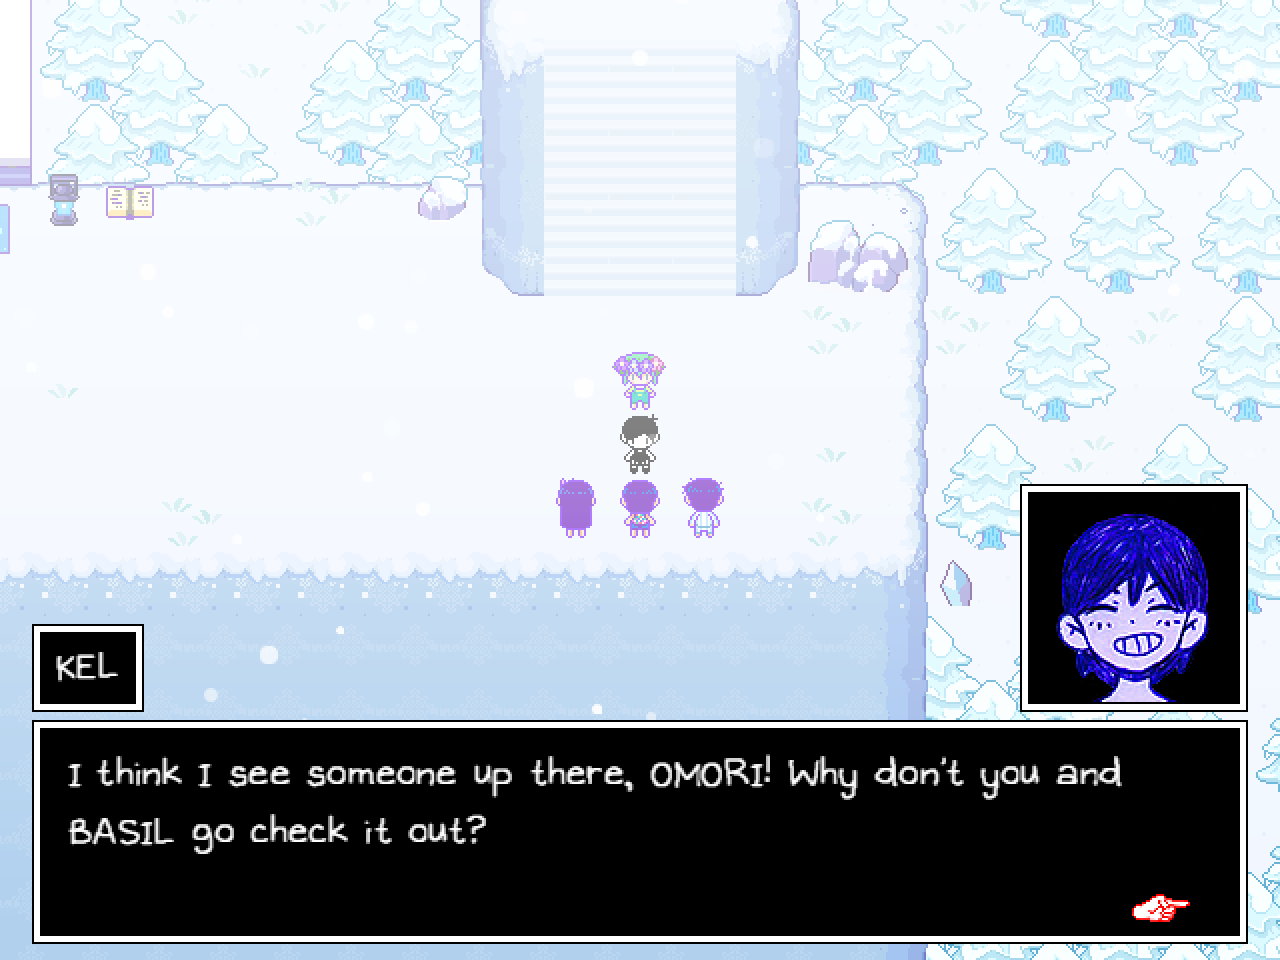 KEL
I think I see someone up there, OMORI! Why don't you and
BASIL go check it out?